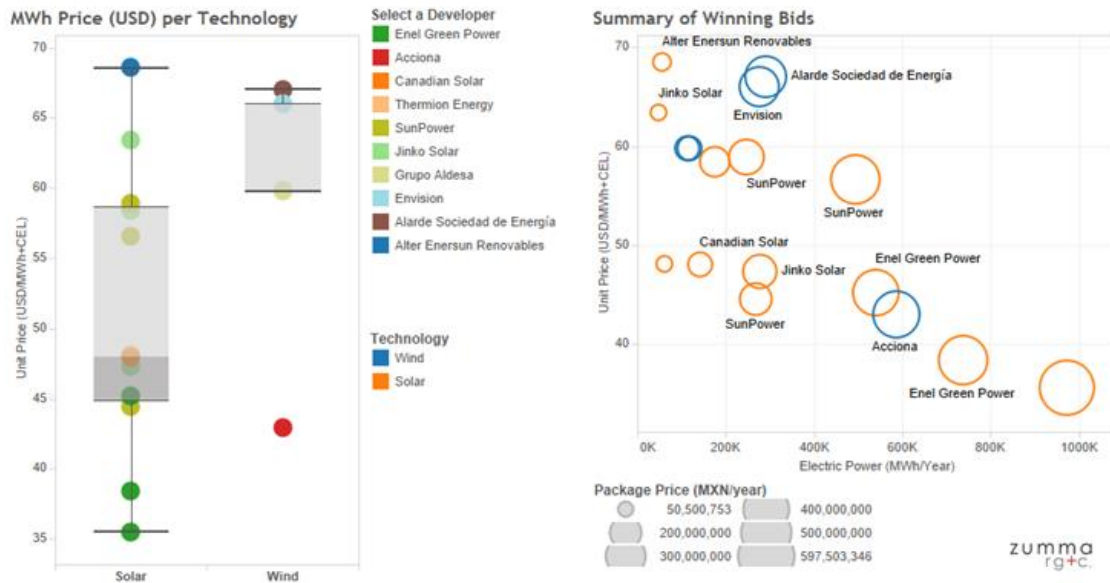 MWh Price (USD) per Technology
70
65
60
55
50
45
40
35
Unit Price (USD/MWh+CEL)
Solar
Wind
Select a Developer
Enel Green Power
Acciona
Canadian Solar
Thermion Energy
SunPower
Jinko Solar
Grupo Aldesa
Envision
Alarde Sociedad de Energía
Alter Enersun Renovables
Technology
Wind
Solar
Summary of Winning Bids
70
60
50
40
Unit Price (USD/MWh+CEL)
Alter Enersun Renovables
Alarde Sociedad de Energía
Jinko Solar
Envision
SunPower
SunPower
Canadian Solar
Enel Green Power
Jinko Solar
SunPower
Acciona
Enel Green Power
0K
200K
400K
600K
800K
1000K
Electric Power (MWh/Year)
Package Price (MXN/year)
50,500,753
400,000,000
200,000,000
500,000,000
300,000,000
597,503,346
zumma
rg+c.